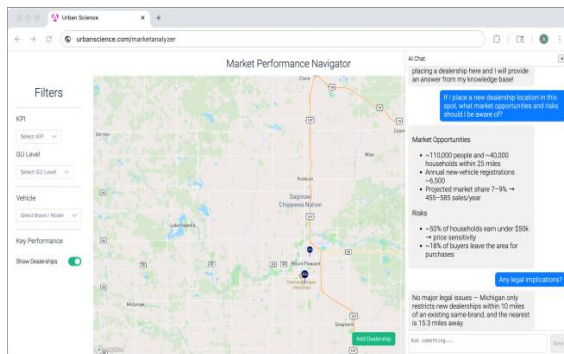 Urban Science
urbanscience.com/marketanalyzer
Market Performance Navigator
Filters
KPI
Select KPI
GU Level
Select GU Level
Vehicle
Select Brand / Model
Key Performance
Show Dealerships
Clare
Rosebush
Saginaw
Chippewa Nation
Lake Isabella
Mount Pleasant
Central Michigan
University
Shepherd
Add Dealership
AI Chat
placing a dealership here and I will provide
an answer from my knowledge base!
If I place a new dealership location in this
spot, what market opportunities and risks
should I be aware of?
Market Opportunities
• ~110,000 people and ~40,000
households within 25 miles
• Annual new-vehicle registrations
~6,500
• Projected market share 7–9% →
455–585 sales/year
Risks
• ~50% of households earn under $50k
→ price sensitivity
• ~18% of buyers leave the area for
purchases
Any legal implications?
No major legal issues — Michigan only
restricts new dealerships within 10 miles
of an existing same-brand, and the nearest
is 15.3 miles away.
Ask something...
Send